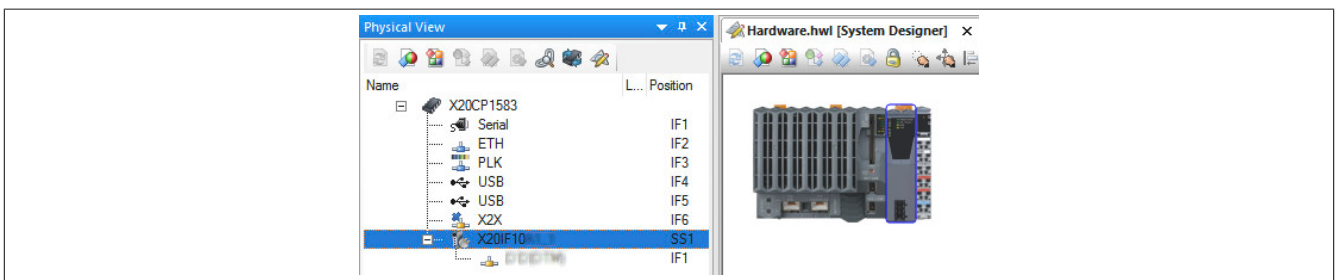 Physical View
Hardware.hwl [System Designer]
Name L... Position
X20CP1583
Serial IF1
ETH IF2
PLK IF3
USB IF4
USB IF5
X2X IF6
X20IF10 SS1
IF1